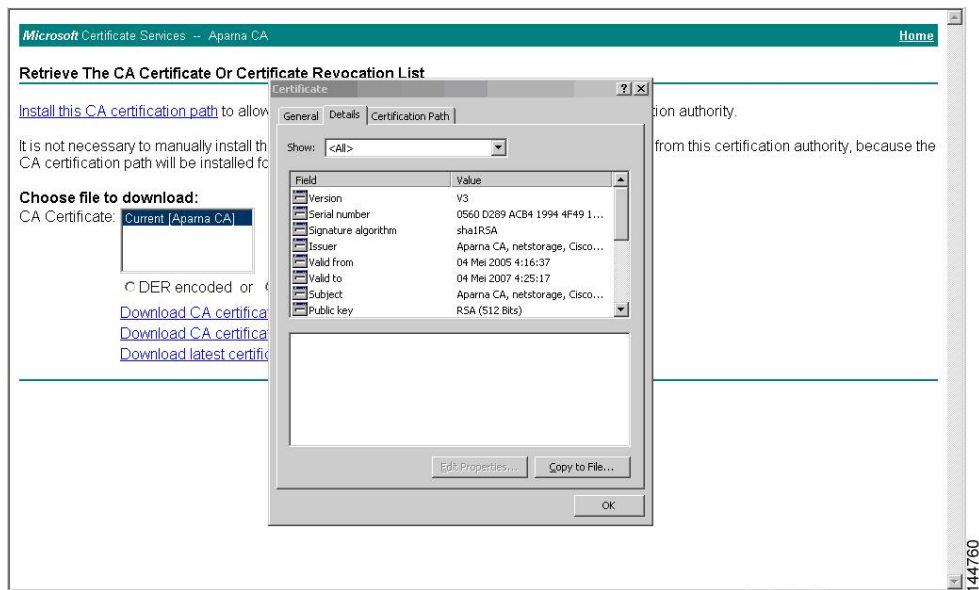 Microsoft Certificate Services -- Aparna CA Home
Retrieve The CA Certificate Or Certificate Revocation List
Install this CA certification path to allow
ion authority.
It is not necessary to manually install th
from this certification authority, because the
CA certification path will be installed fo
Choose file to download:
CA Certificate: Current [Aparna CA]
DER encoded or
Download CA certifica
Download CA certifica
Download latest certific
Certificate
General Details Certification Path
Show: <All>
Field Value
Version V3
Serial number 0560 D289 ACB4 1994 4F49 1...
Signature algorithm sha1RSA
Issuer Aparna CA, netstorage, Cisco...
Valid from 04 Mei 2005 4:16:37
Valid to 04 Mei 2007 4:25:17
Subject Aparna CA, netstorage, Cisco...
Public key RSA (512 Bits)
Edit Properties... Copy to File...
OK
144760